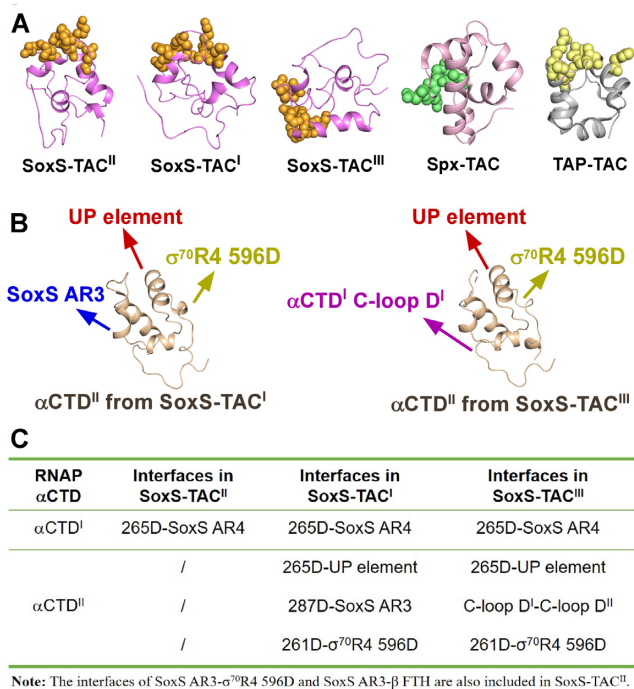 A
SoxS-TACᴵᴵ SoxS-TACᴵ SoxS-TACᴵᴵᴵ Spx-TAC TAP-TAC
B
UP element UP element
σ⁷⁰R4 596D σ⁷⁰R4 596D
SoxS AR3 αCTDᴵ C-loop Dᴵ
αCTDᴵᴵ from SoxS-TACᴵ αCTDᴵᴵ from SoxS-TACᴵᴵᴵ
C
RNAP αCTD Interfaces in SoxS-TACᴵᴵ Interfaces in SoxS-TACᴵ Interfaces in SoxS-TACᴵᴵᴵ
αCTDᴵ 265D-SoxS AR4 265D-SoxS AR4 265D-SoxS AR4
/ 265D-UP element 265D-UP element
αCTDᴵᴵ / 287D-SoxS AR3 C-loop Dᴵ-C-loop Dᴵᴵ
/ 261D-σ⁷⁰R4 596D 261D-σ⁷⁰R4 596D
Note: The interfaces of SoxS AR3-σ⁷⁰R4 596D and SoxS AR3-β FTH are also included in SoxS-TACᴵᴵ.